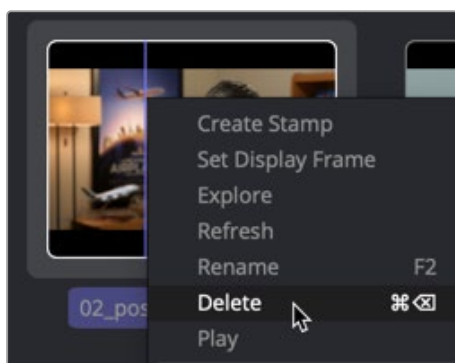 Create Stamp
Set Display Frame
Explore
Refresh
Rename F2
Delete ⌘⌫
02_pos
Play